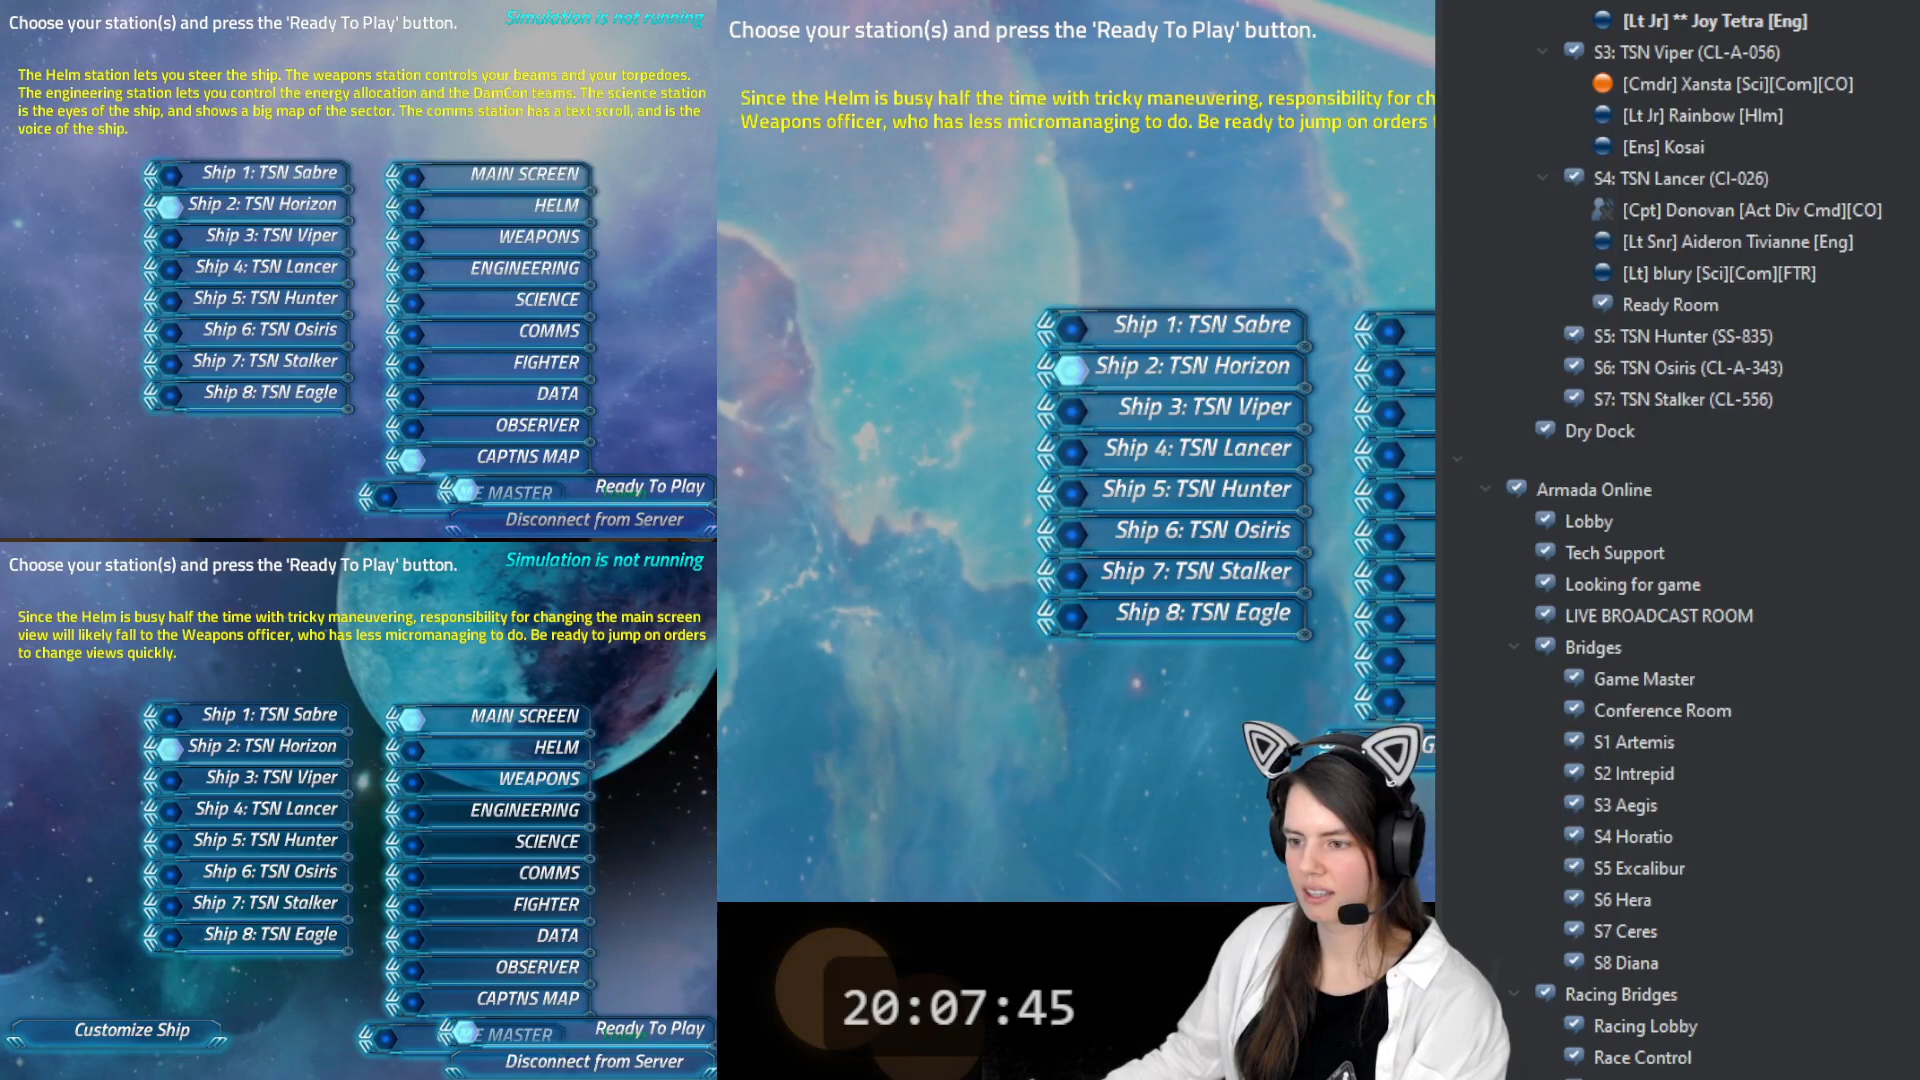 Choose your station(s) and press the 'Ready To Play' button.
Simulation is not running
The Helm station lets you steer the ship. The weapons station controls your beams and your torpedoes.
The engineering station lets you control the energy allocation and the DamCon teams. The science station
is the eyes of the ship, and shows a big map of the sector. The comms station has a text scroll, and is the
voice of the ship.
Ship 1: TSN Sabre
Ship 2: TSN Horizon
Ship 3: TSN Viper
Ship 4: TSN Lancer
Ship 5: TSN Hunter
Ship 6: TSN Osiris
Ship 7: TSN Stalker
Ship 8: TSN Eagle
MAIN SCREEN
HELM
WEAPONS
ENGINEERING
SCIENCE
COMMS
FIGHTER
DATA
OBSERVER
CAPTNS MAP
E MASTER
Ready To Play
Disconnect from Server
Choose your station(s) and press the 'Ready To Play' button.
Simulation is not running
Since the Helm is busy half the time with tricky maneuvering, responsibility for changing the main screen
view will likely fall to the Weapons officer, who has less micromanaging to do. Be ready to jump on orders
to change views quickly.
Ship 1: TSN Sabre
Ship 2: TSN Horizon
Ship 3: TSN Viper
Ship 4: TSN Lancer
Ship 5: TSN Hunter
Ship 6: TSN Osiris
Ship 7: TSN Stalker
Ship 8: TSN Eagle
MAIN SCREEN
HELM
WEAPONS
ENGINEERING
SCIENCE
COMMS
FIGHTER
DATA
OBSERVER
CAPTNS MAP
Customize Ship
E MASTER
Ready To Play
Disconnect from Server
Choose your station(s) and press the 'Ready To Play' button.
Since the Helm is busy half the time with tricky maneuvering, responsibility for ch
Weapons officer, who has less micromanaging to do. Be ready to jump on orders
Ship 1: TSN Sabre
Ship 2: TSN Horizon
Ship 3: TSN Viper
Ship 4: TSN Lancer
Ship 5: TSN Hunter
Ship 6: TSN Osiris
Ship 7: TSN Stalker
Ship 8: TSN Eagle
G
20:07:45
[Lt Jr] ** Joy Tetra [Eng]
S3: TSN Viper (CL-A-056)
[Cmdr] Xansta [Sci][Com][CO]
[Lt Jr] Rainbow [Hlm]
[Ens] Kosai
S4: TSN Lancer (CI-026)
[Cpt] Donovan [Act Div Cmd][CO]
[Lt Snr] Aideron Tivianne [Eng]
[Lt] blury [Sci][Com][FTR]
Ready Room
S5: TSN Hunter (SS-835)
S6: TSN Osiris (CL-A-343)
S7: TSN Stalker (CL-556)
Dry Dock
Armada Online
Lobby
Tech Support
Looking for game
LIVE BROADCAST ROOM
Bridges
Game Master
Conference Room
S1 Artemis
S2 Intrepid
S3 Aegis
S4 Horatio
S5 Excalibur
S6 Hera
S7 Ceres
S8 Diana
Racing Bridges
Racing Lobby
Race Control